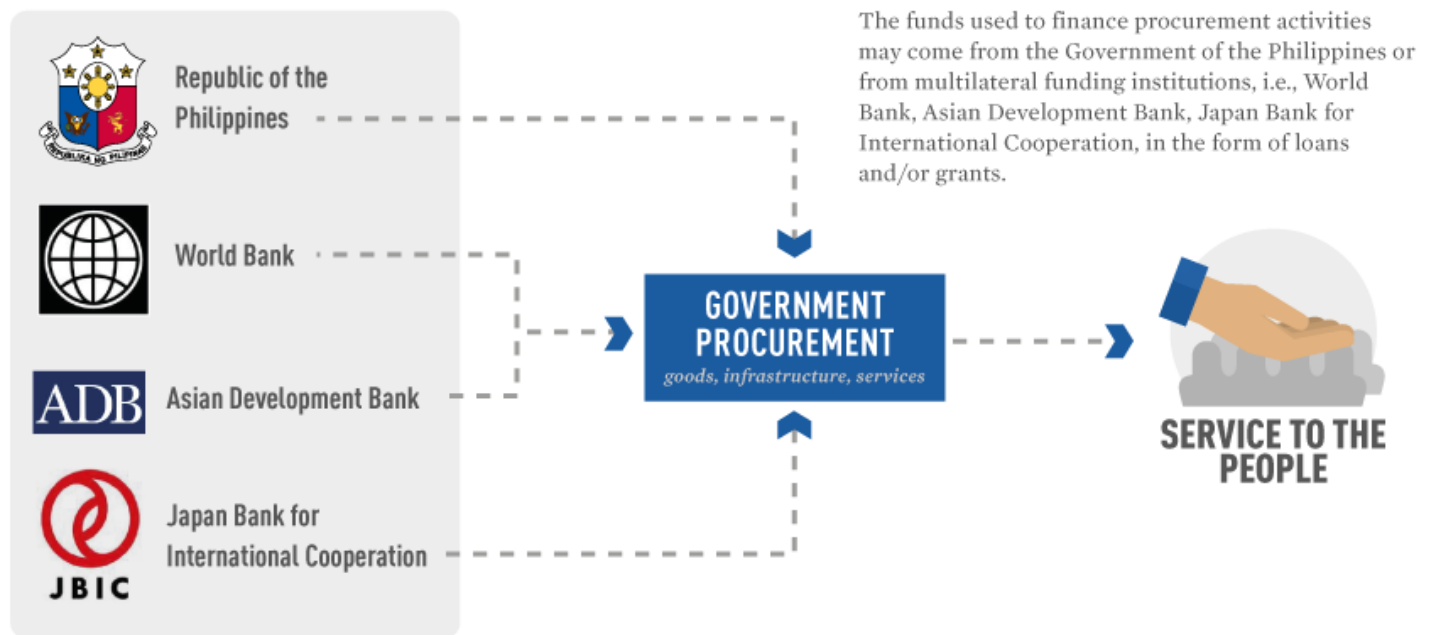 The funds used to finance procurement activities
may come from the Government of the Philippines or
from multilateral funding institutions, i.e., World
Bank, Asian Development Bank, Japan Bank for
International Cooperation, in the form of loans
and/or grants.
Republic of the
Philippines
REPUBLIKA NG PILIPINAS
World Bank
ADB
Asian Development Bank
Japan Bank for
International Cooperation
JBIC
GOVERNMENT
PROCUREMENT
goods, infrastructure, services
SERVICE TO THE
PEOPLE